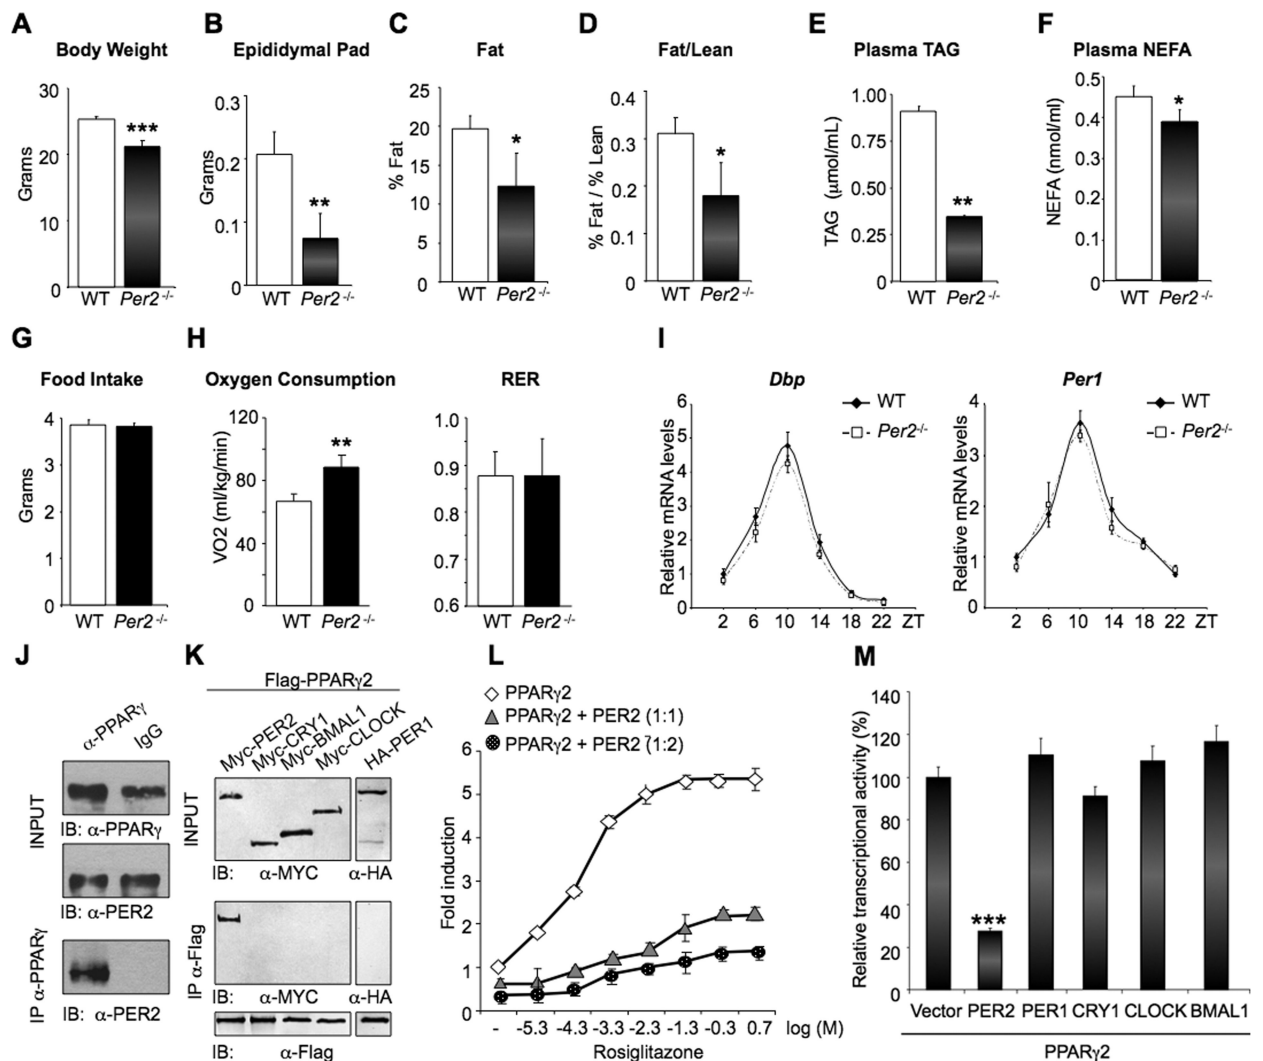 A
B
C
D
E
F
Body Weight
Epididymal Pad
Fat
Fat/Lean
Plasma TAG
Plasma NEFA
Grams
30
20
10
0
***
WT Per2 -/-
Grams
0.3
0.2
0.1
0
**
WT Per2 -/-
% Fat
25
20
15
10
5
0
*
WT Per2 -/-
% Fat / % Lean
0.4
0.3
0.2
0.1
0
*
WT Per2 -/-
TAG (μmol/mL)
1.00
0.75
0.50
0.25
0
**
WT Per2 -/-
NEFA (nmol/ml)
0.5
0.4
0.3
0.2
0.1
0
*
WT Per2 -/-
G
H
I
Food Intake
Oxygen Consumption
RER
Dbp
Per1
Grams
4
3
2
1
0
WT Per2 -/-
VO2 (ml/kg/min)
120
80
40
0
**
WT Per2 -/-
1.0
0.9
0.8
0.7
0.6
WT Per2 -/-
Relative mRNA levels
6
5
4
3
2
1
0
WT
Per2-/-
2 6 10 14 18 22 ZT
Relative mRNA levels
4
3
2
1
0
WT
Per2-/-
2 6 10 14 18 22 ZT
J
K
L
M
α-PPARγ
IgG
INPUT
IB: α-PPARγ
IB: α-PER2
IP α-PPARγ
IB: α-PER2
Flag-PPARγ2
Myc-PER2
Myc-CRY1
Myc-BMAL1
Myc-CLOCK
HA-PER1
INPUT
IB: α-MYC α-HA
IP α-Flag
IB: α-MYC α-HA
IB: α-Flag
PPARγ2
PPARγ2 + PER2 (1:1)
PPARγ2 + PER2 (1:2)
Fold induction
6
5
4
3
2
1
0
- -5.3 -4.3 -3.3 -2.3 -1.3 -0.3 0.7 log (M)
Rosiglitazone
Relative transcriptional activity (%)
140
120
100
80
60
40
20
0
***
Vector PER2 PER1 CRY1 CLOCK BMAL1
PPARγ2